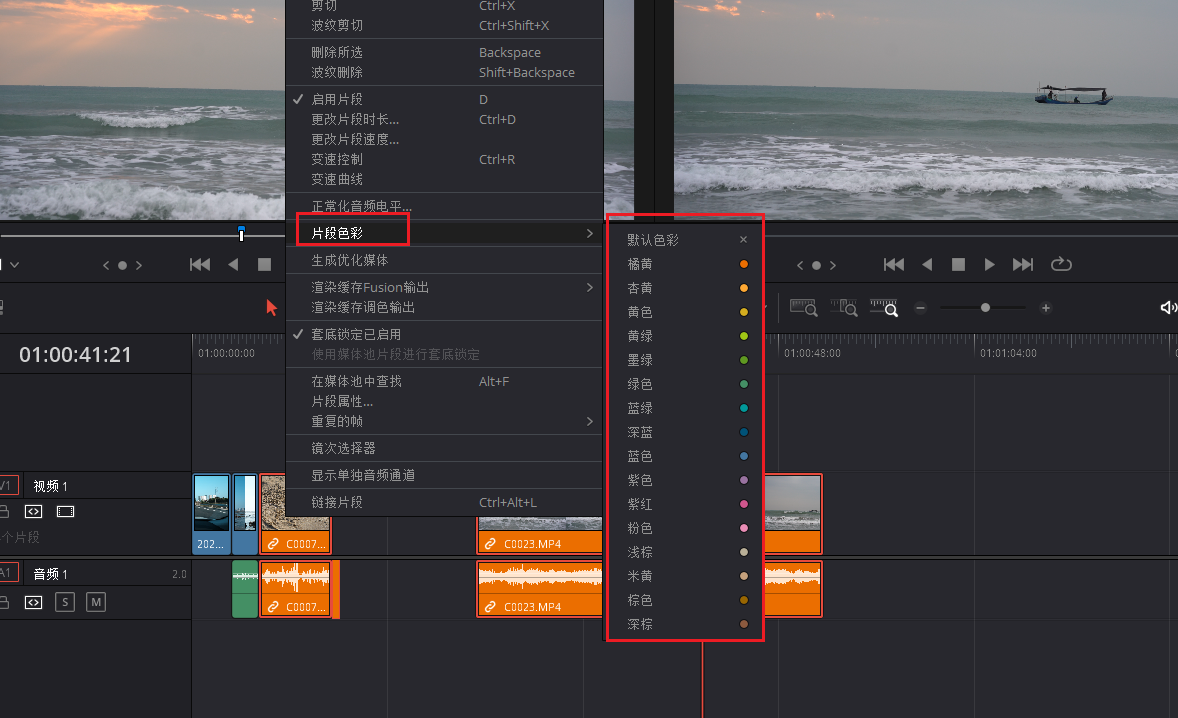 剪切 Ctrl+X
波纹剪切 Ctrl+Shift+X
删除所选 Backspace
波纹删除 Shift+Backspace
启用片段 D
更改片段时长... Ctrl+D
更改片段速度...
变速控制 Ctrl+R
变速曲线
正常化音频电平...
片段色彩
生成优化媒体
渲染缓存Fusion输出
渲染缓存调色输出
套底锁定已启用
使用媒体池片段进行套底锁定
在媒体池中查找 Alt+F
片段属性...
重复的帧
镜次选择器
显示单独音频通道
链接片段 Ctrl+Alt+L
默认色彩
橘黄
杏黄
黄色
黄绿
墨绿
绿色
蓝绿
深蓝
蓝色
紫色
紫红
粉色
浅棕
米黄
棕色
深棕
01:00:41:21
01:00:00:00
01:00:48:00
01:01:04:00
V1 视频 1
个片段
202...
C0007...
C0023.MP4
A1 音频 1 2.0
S M
C0007...
C0023.MP4